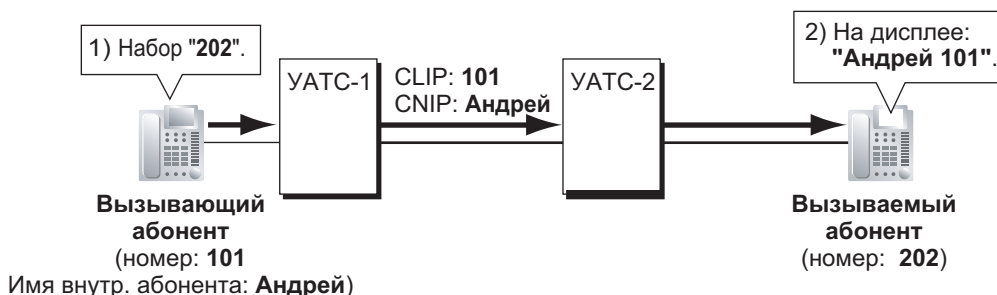 1) Набор "202".
УАТС-1
CLIP: 101
CNIP: Андрей
УАТС-2
2) На дисплее:
"Андрей 101".
Вызывающий
абонент
(номер: 101
Имя внутр. абонента: Андрей)
Вызываемый
абонент
(номер: 202)